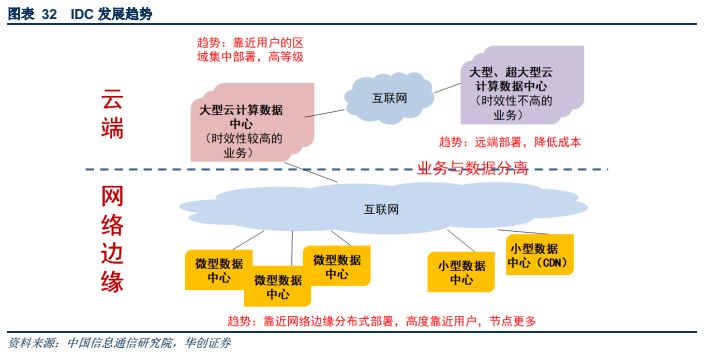 图表 32 IDC 发展趋势
趋势：靠近用户的区
域集中部署，高等级
云端
大型云计算数据
中心
（时效性较高的
业务）
互联网
大型、超大型云
计算数据中心
（时效性不高的
业务）
趋势：远端部署，降低成本
业务与数据分离
网络边缘
互联网
微型数据
中心
微型数据
中心
微型数据
中心
小型数据
中心
小型数据
中心（CDN）
趋势：靠近网络边缘分布式部署，高度靠近用户，节点更多
资料来源：中国信息通信研究院，华创证券